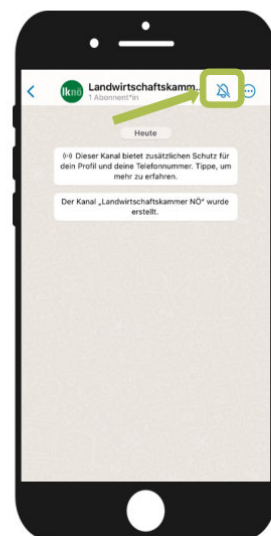 lknö
Landwirtschaftskamm...
1 Abonnent*in
Heute
Dieser Kanal bietet zusätzlichen Schutz für
dein Profil und deine Telefonnummer. Tippe, um
mehr zu erfahren.
Der Kanal „Landwirtschaftskammer NÖ“ wurde
erstellt.